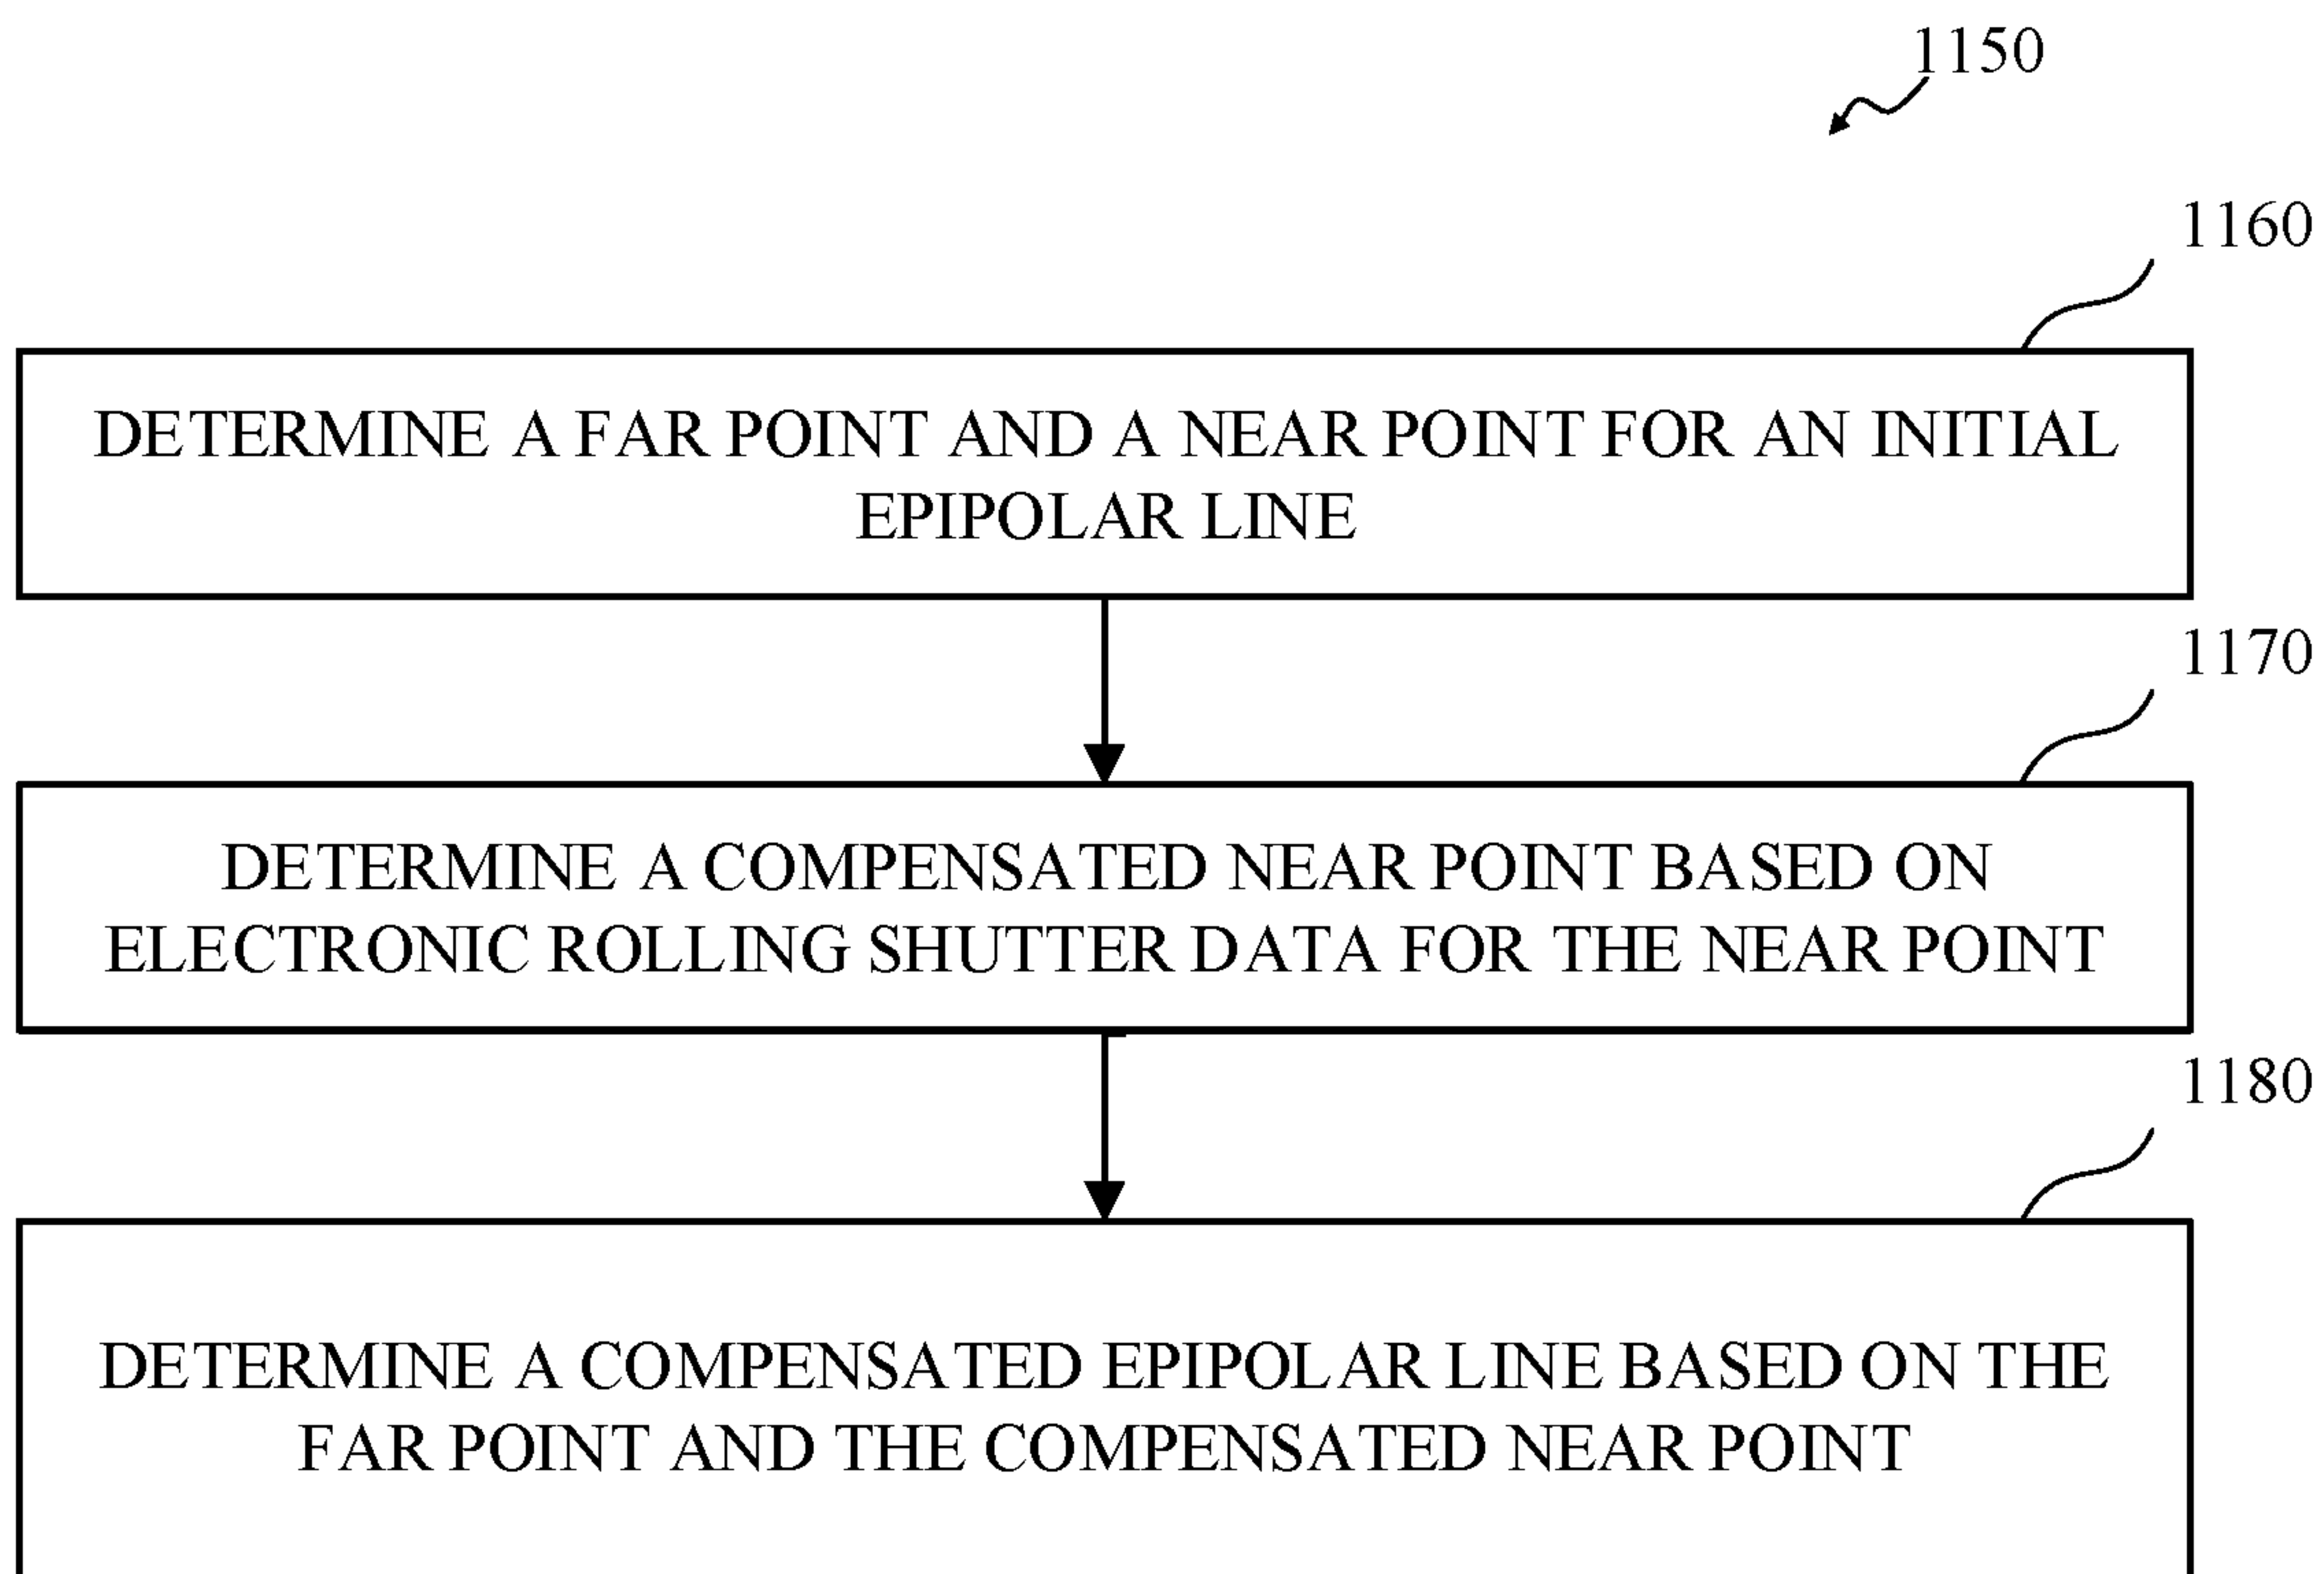 1150
1160
DETERMINE A FAR POINT AND A NEAR POINT FOR AN INITIAL
EPIPOLAR LINE
1170
DETERMINE A COMPENSATED NEAR POINT BASED ON
ELECTRONIC ROLLING SHUTTER DATA FOR THE NEAR POINT
1180
DETERMINE A COMPENSATED EPIPOLAR LINE BASED ON THE
FAR POINT AND THE COMPENSATED NEAR POINT